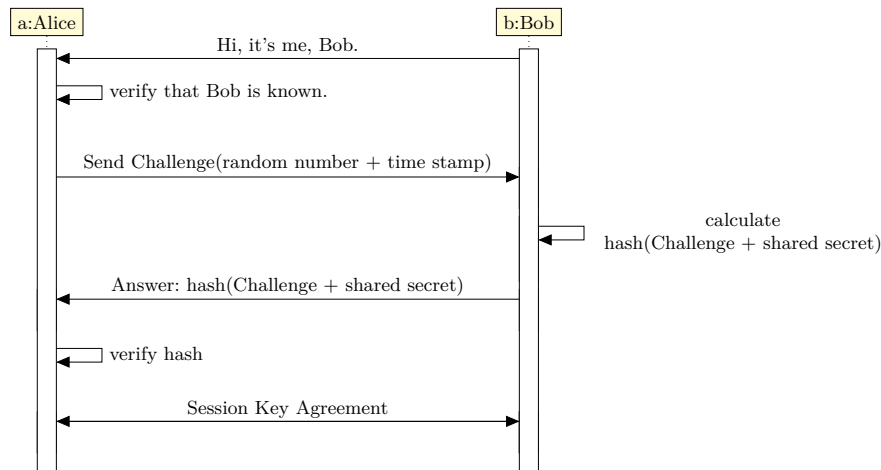 a:Alice
b:Bob
Hi, it's me, Bob.
verify that Bob is known.
Send Challenge(random number + time stamp)
calculate
hash(Challenge + shared secret)
Answer: hash(Challenge + shared secret)
verify hash
Session Key Agreement